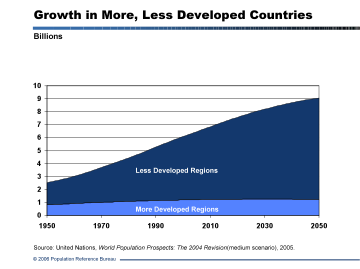 Growth in More, Less Developed Countries
Billions
10
9
8
7
6
5
4
3
2
1
0
Less Developed Regions
More Developed Regions
1950 1970 1990 2010 2030 2050
Source: United Nations, World Population Prospects: The 2004 Revision(medium scenario), 2005.
© 2006 Population Reference Bureau